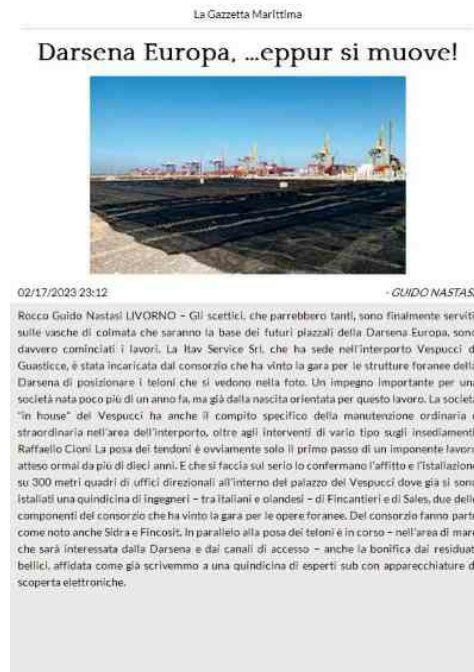 La Gazzetta Marittima
Darsena Europa, ...eppur si muove!
02/17/2023 23:12
- GUIDO NASTASI
Rocco Guido Nastasi LIVORNO – Gli scettici, che parrebbero tanti, sono finalmente serviti:
sulle vasche di colmata che saranno la base dei futuri piazzali della Darsena Europa, sono
davvero cominciati i lavori. La Itav Service Srl, che ha sede nell'interporto Vespucci d
Guasticce, è stata incaricata dal consorzio che ha vinto la gara per le strutture foranee della
Darsena di posizionare i teloni che si vedono nella foto. Un impegno importante per una
società nata poco più di un anno fa, ma già dalla nascita orientata per questo lavoro. La società
"in house" del Vespucci ha anche il compito specifico della manutenzione ordinaria e
straordinaria nell'area dell'interporto, oltre agli interventi di vario tipo sugli insediamenti
Raffaello Cioni La posa dei tendoni è ovviamente solo il primo passo di un imponente lavoro
atteso ormai da più di dieci anni. E che si faccia sul serio lo confermano l'affitto e l'istallazione
su 300 metri quadri di uffici direzionali all'interno del palazzo del Vespucci dove già si sono
istallati una quindicina di ingegneri – tra italiani e olandesi – di Fincantieri e di Sales, due delle
componenti del consorzio che ha vinto la gara per le opere foranee. Del consorzio fanno parte
come noto anche Sidra e Fincosit. In parallelo alla posa dei teloni è in corso – nell'area di mare
che sarà interessata dalla Darsena e dai canali di accesso – anche la bonifica dai residuat
bellici, affidata come già scrivemmo a una quindicina di esperti sub con apparecchiature d
scoperta elettroniche.